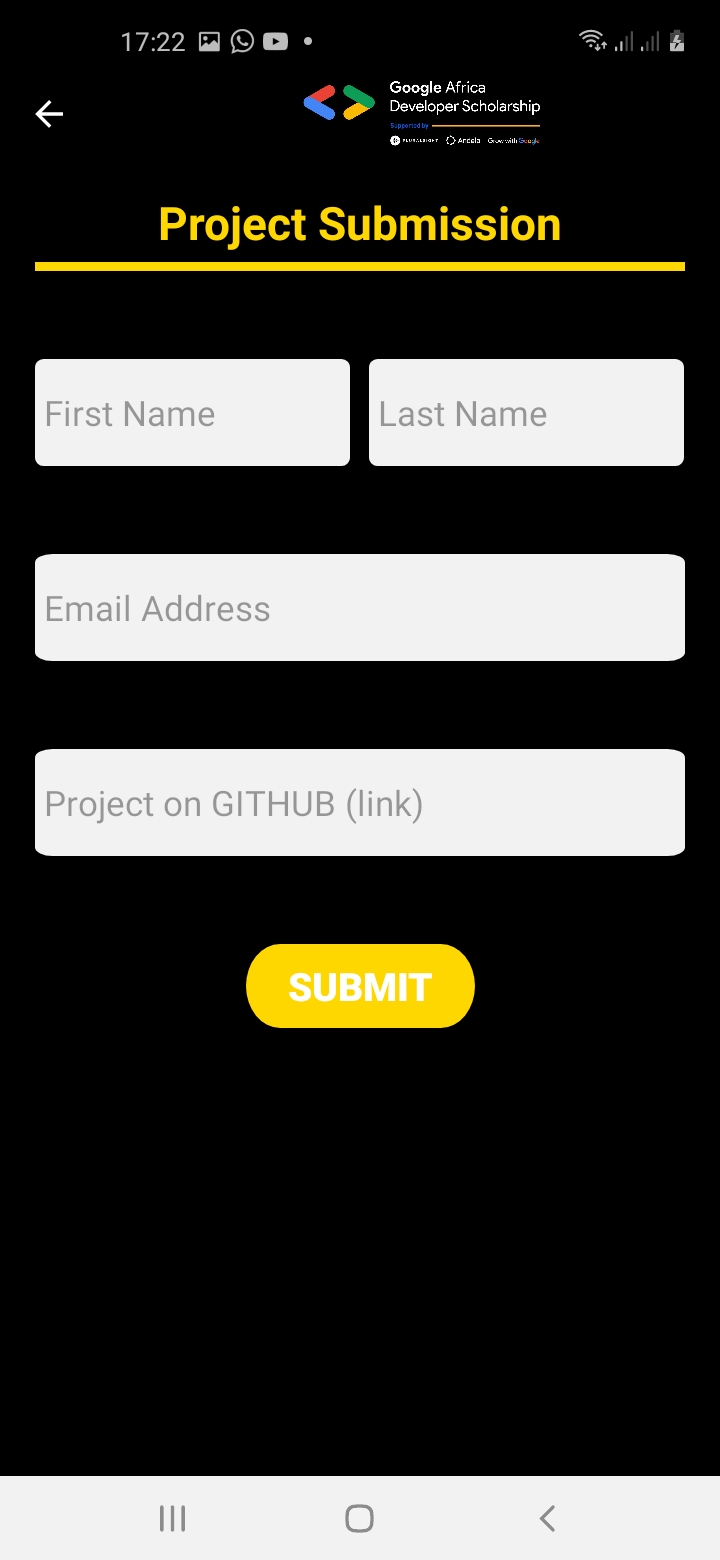 17:22
Google Africa
Developer Scholarship
Supported by
PLURALSIGHT Andela Grow with Google
Project Submission
First Name Last Name
Email Address
Project on GITHUB (link)
SUBMIT